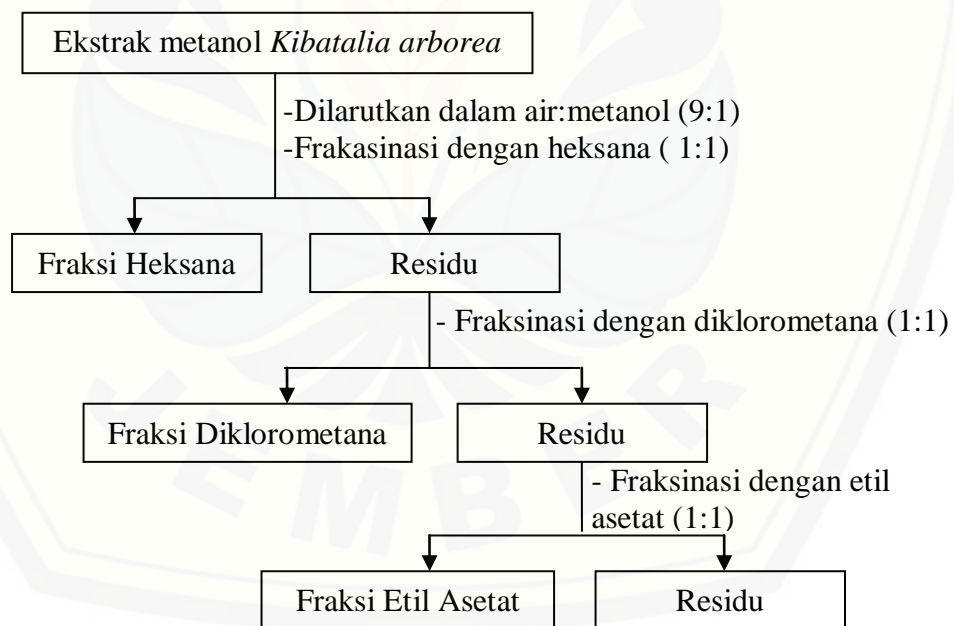 Ekstrak metanol Kibatalia arborea
-Dilarutkan dalam air:metanol (9:1)
-Frakasinasi dengan heksana ( 1:1)
Fraksi Heksana
Residu
- Fraksinasi dengan diklorometana (1:1)
Fraksi Diklorometana
Residu
- Fraksinasi dengan etil
asetat (1:1)
Fraksi Etil Asetat
Residu
JEMBER